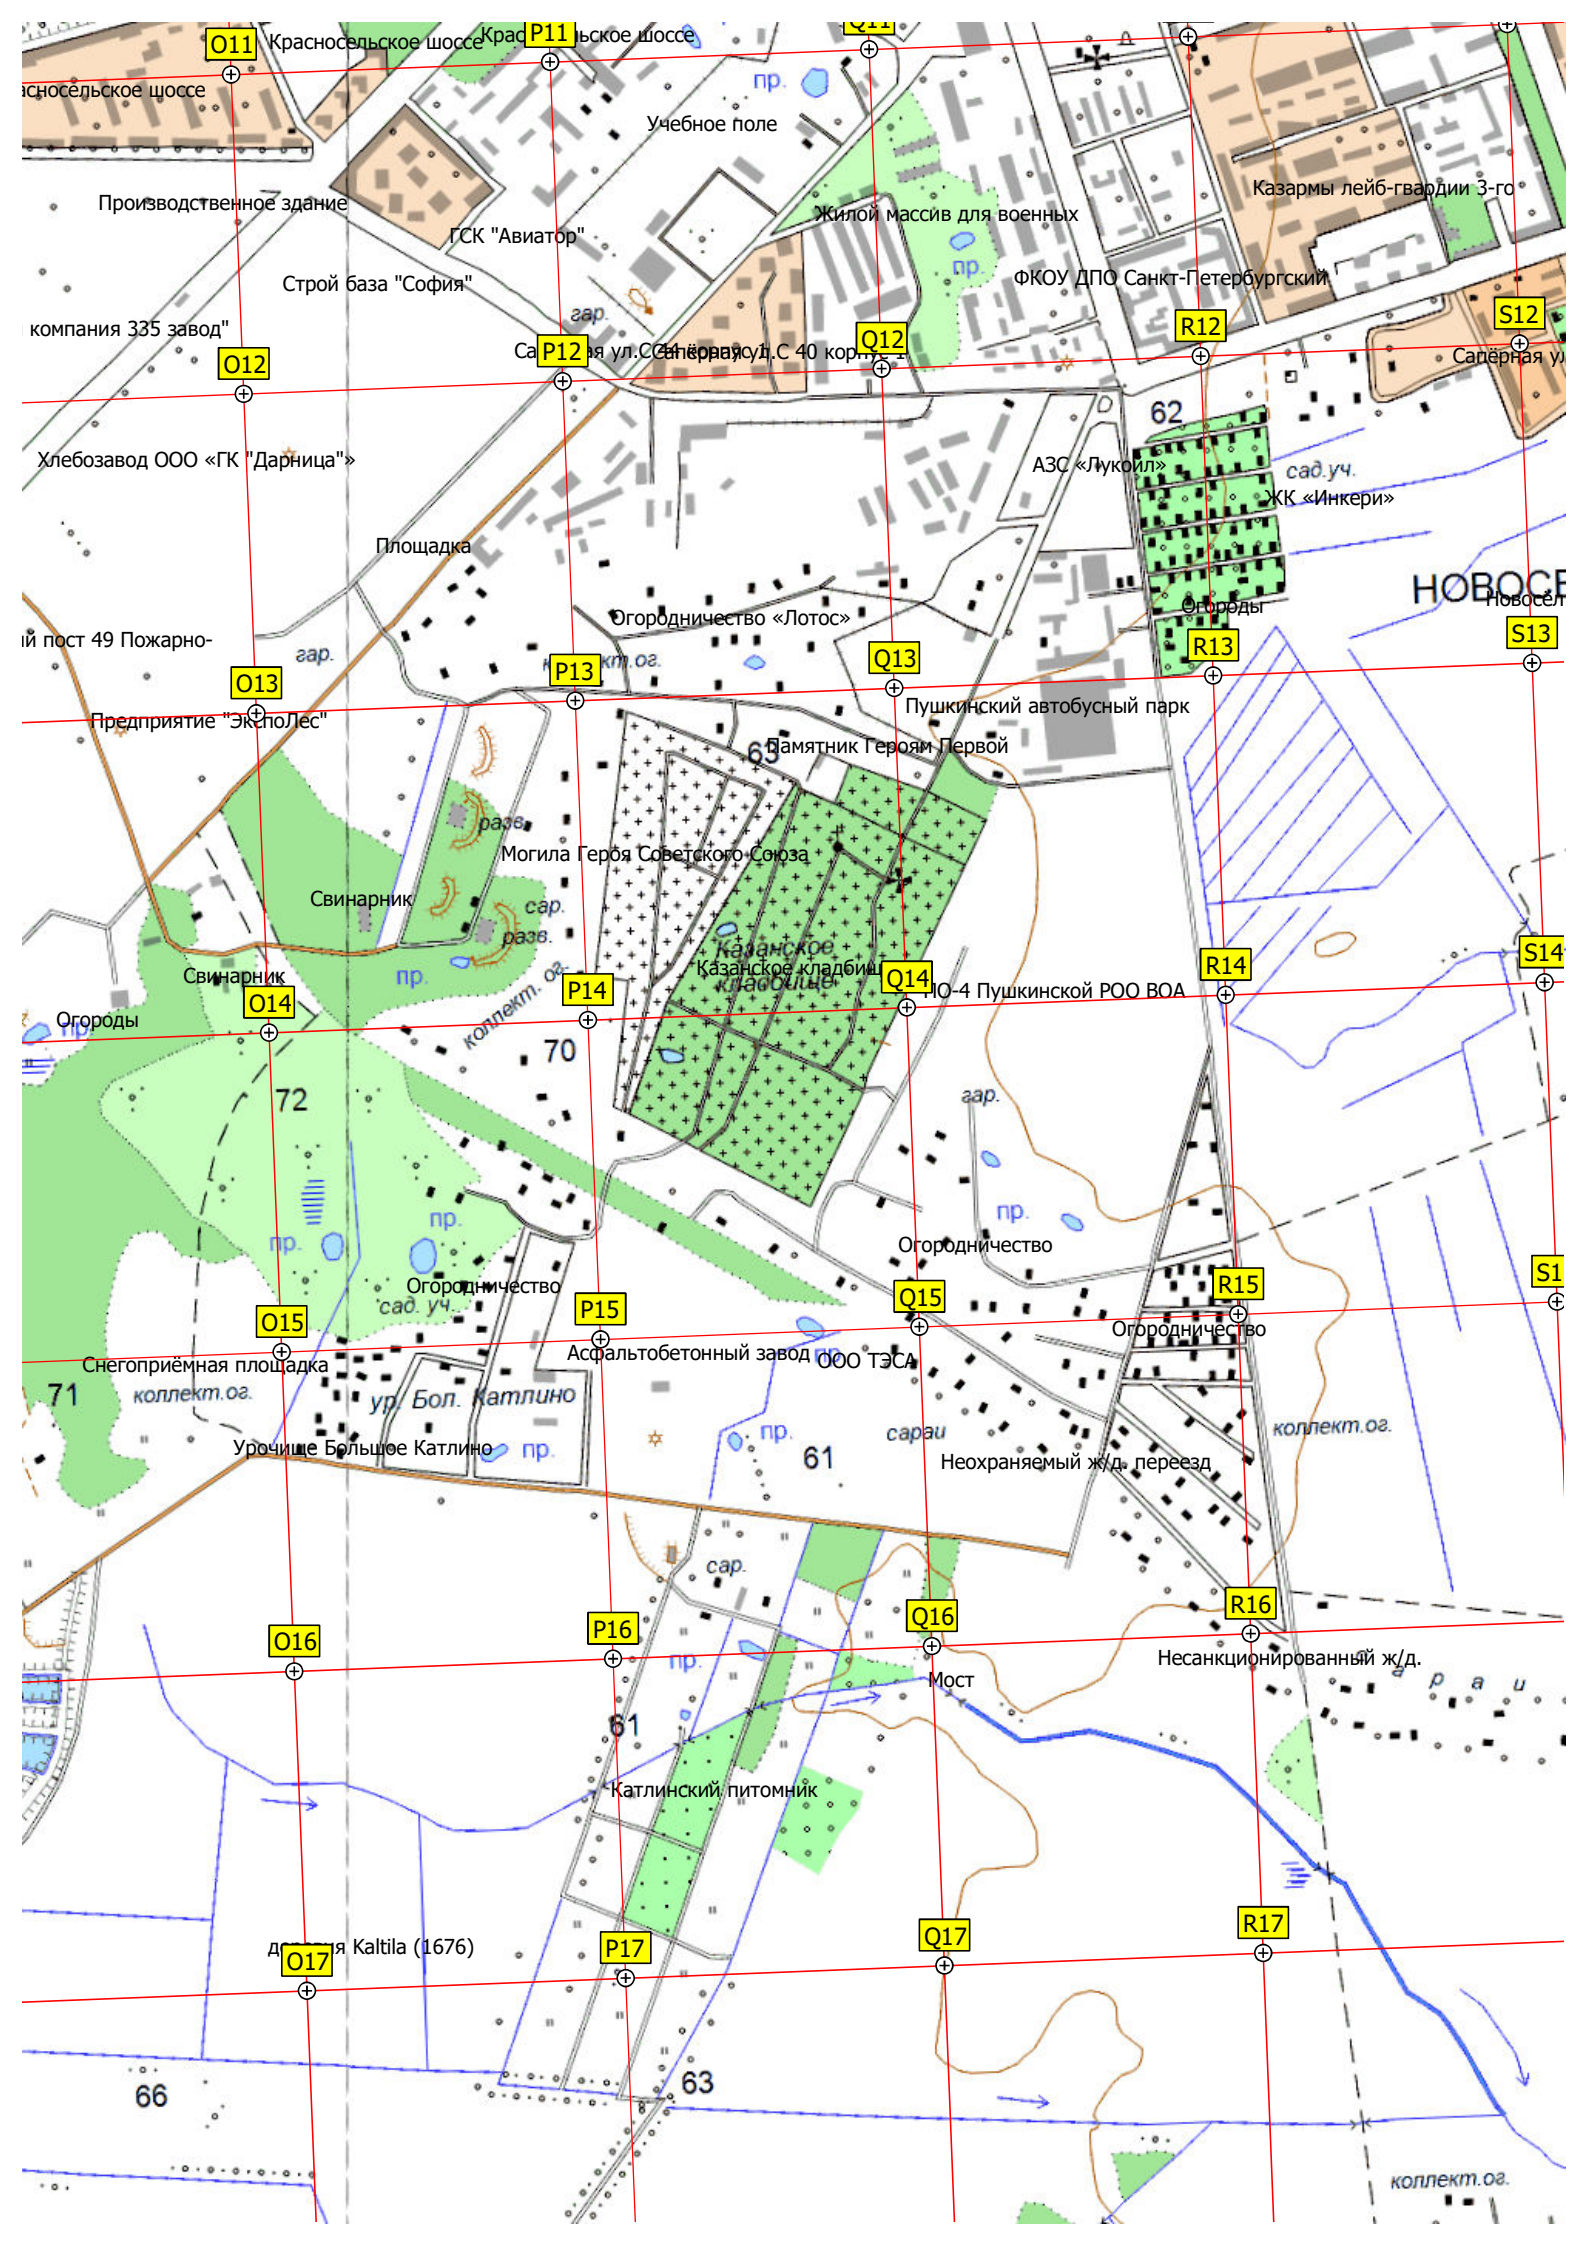 O11
P11
Q11
Красносельское шоссе
пр.
Учебное поле
Производственное здание
Казармы лейб-гвардии 3-го
Жилой массив для военных
ГСК "Авиатор"
пр.
Строй база "София"
ФКОУ ДПО Санкт-Петербургский
гар.
компания 335 завод"
O12
P12
Q12
R12
S12
62
Хлебозавод ООО «ГК "Дарница"»
АЗС «Лукойл»
сад.уч.
ЖК «Инкери»
Площадка
Огороды
Огородничество «Лотос»
пост 49 Пожарно-
гар.
O13
P13
Q13
R13
S13
Предприятие "ЭкспоЛес"
Пушкинский автобусный парк
63
Памятник Героям Первой
разв.
Могила Героя Советского Союза
Свинарник
сар.
разв.
Казанское
кладбище
Свинарник
пр.
коллект. ог.
O14
P14
Q14
R14
S14
ПО-4 Пушкинской РОО ВОА
Огороды
пр.
70
72
гар.
пр.
пр.
пр.
Огородничество
Огородничество
сад. уч.
O15
P15
Q15
R15
S1
Огородничество
Снегоприёмная площадка
Асфальтобетонный завод
пр.
ООО ТЭСА
71
коллект.ог.
ур. Бол. Катлино
коллект.ог.
Урочище Большое Катлино
пр.
пр.
сараи
61
Неохраняемый ж/д. переезд
сар.
O16
P16
Q16
R16
Несанкционированный ж/д.
пр.
Мост
а р а и
61
Катлинский питомник
деревня Kaltila (1676)
O17
P17
Q17
R17
66
63
коллект.ог.